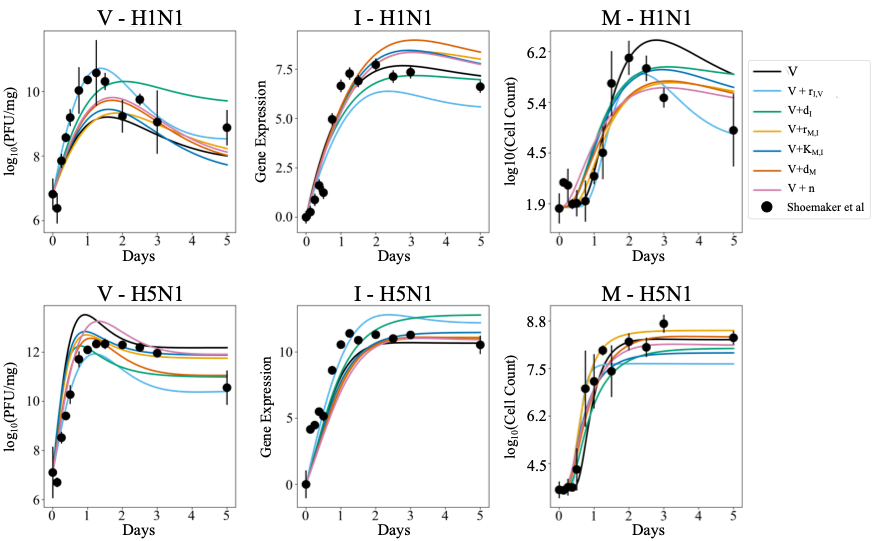 V - H1N1
I - H1N1
M - H1N1
log10(PFU/mg)
10
8
6
0 1 2 3 4 5
Days
Gene Expression
7.5
5.0
2.5
0.0
0 1 2 3 4 5
Days
log10(Cell Count)
6.2
5.4
4.5
1.9
0 1 2 3 4 5
Days
V
V + rI,V
V+dI
V+rM,I
V+KM,I
V+dM
V + n
Shoemaker et al
V - H5N1
I - H5N1
M - H5N1
log10(PFU/mg)
12
10
8
6
0 1 2 3 4 5
Days
Gene Expression
10
5
0
0 1 2 3 4 5
Days
log10(Cell Count)
8.8
7.5
6.2
4.5
0 1 2 3 4 5
Days